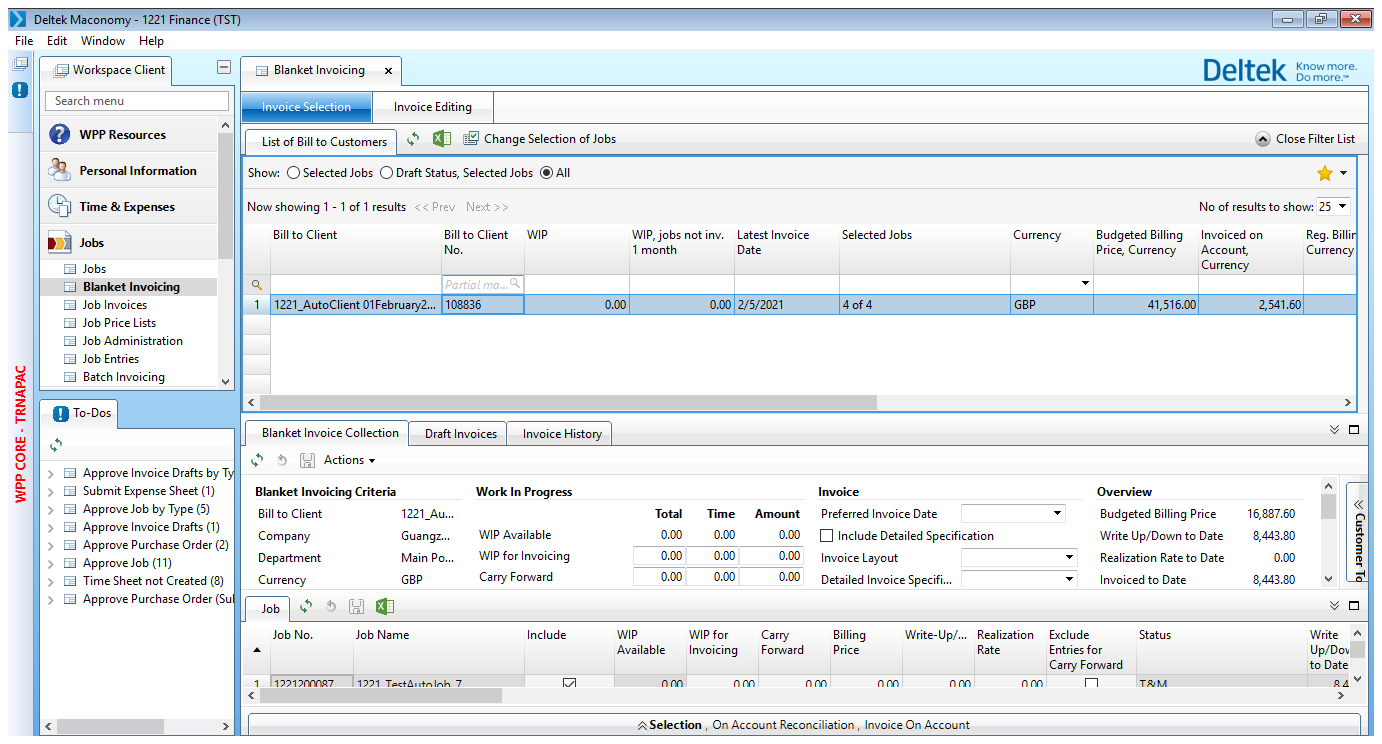 Deltek Maconomy - 1221 Finance (TST)
File Edit Window Help
Workspace Client
Search menu
WPP Resources
Personal Information
Time & Expenses
Jobs
Jobs
Blanket Invoicing
Job Invoices
Job Price Lists
Job Administration
Job Entries
Batch Invoicing
WPP CORE - TRNAPAC
To-Dos
Approve Invoice Drafts by Ty
Submit Expense Sheet (1)
Approve Job by Type (5)
Approve Invoice Drafts (1)
Approve Purchase Order (2)
Approve Job (11)
Time Sheet not Created (8)
Approve Purchase Order (Sul
Blanket Invoicing
Deltek Know more. Do more.™
Invoice Selection Invoice Editing
List of Bill to Customers Change Selection of Jobs Close Filter List
Show: Selected Jobs Draft Status, Selected Jobs All
Now showing 1 - 1 of 1 results << Prev Next >> No of results to show: 25
Bill to Client Bill to Client No. WIP WIP, jobs not inv. 1 month Latest Invoice Date Selected Jobs Currency Budgeted Billing Price, Currency Invoiced on Account, Currency Reg. Billin Currency
Partial ma...
1 1221_AutoClient 01February2... 108836 0.00 0.00 2/5/2021 4 of 4 GBP 41,516.00 2,541.60
Blanket Invoice Collection Draft Invoices Invoice History
Actions
Blanket Invoicing Criteria Work In Progress Invoice Overview
Bill to Client 1221_Au... Total Time Amount Preferred Invoice Date Budgeted Billing Price 16,887.60
Company Guangz... WIP Available 0.00 0.00 0.00 Include Detailed Specification Write Up/Down to Date 8,443.80
Department Main Po... WIP for Invoicing 0.00 0.00 0.00 Invoice Layout Realization Rate to Date 0.00
Currency GBP Carry Forward 0.00 0.00 0.00 Detailed Invoice Specifi... Invoiced to Date 8,443.80
Customer To
Job
Job No. Job Name Include WIP Available WIP for Invoicing Carry Forward Billing Price Write-Up/... Realization Rate Exclude Entries for Carry Forward Status Write Up/Dov to Date
1 1221200087 1221_TestAutoJob_7 0.00 0.00 0.00 0.00 0.00 0.00 T&M 8,4
Selection , On Account Reconciliation , Invoice On Account